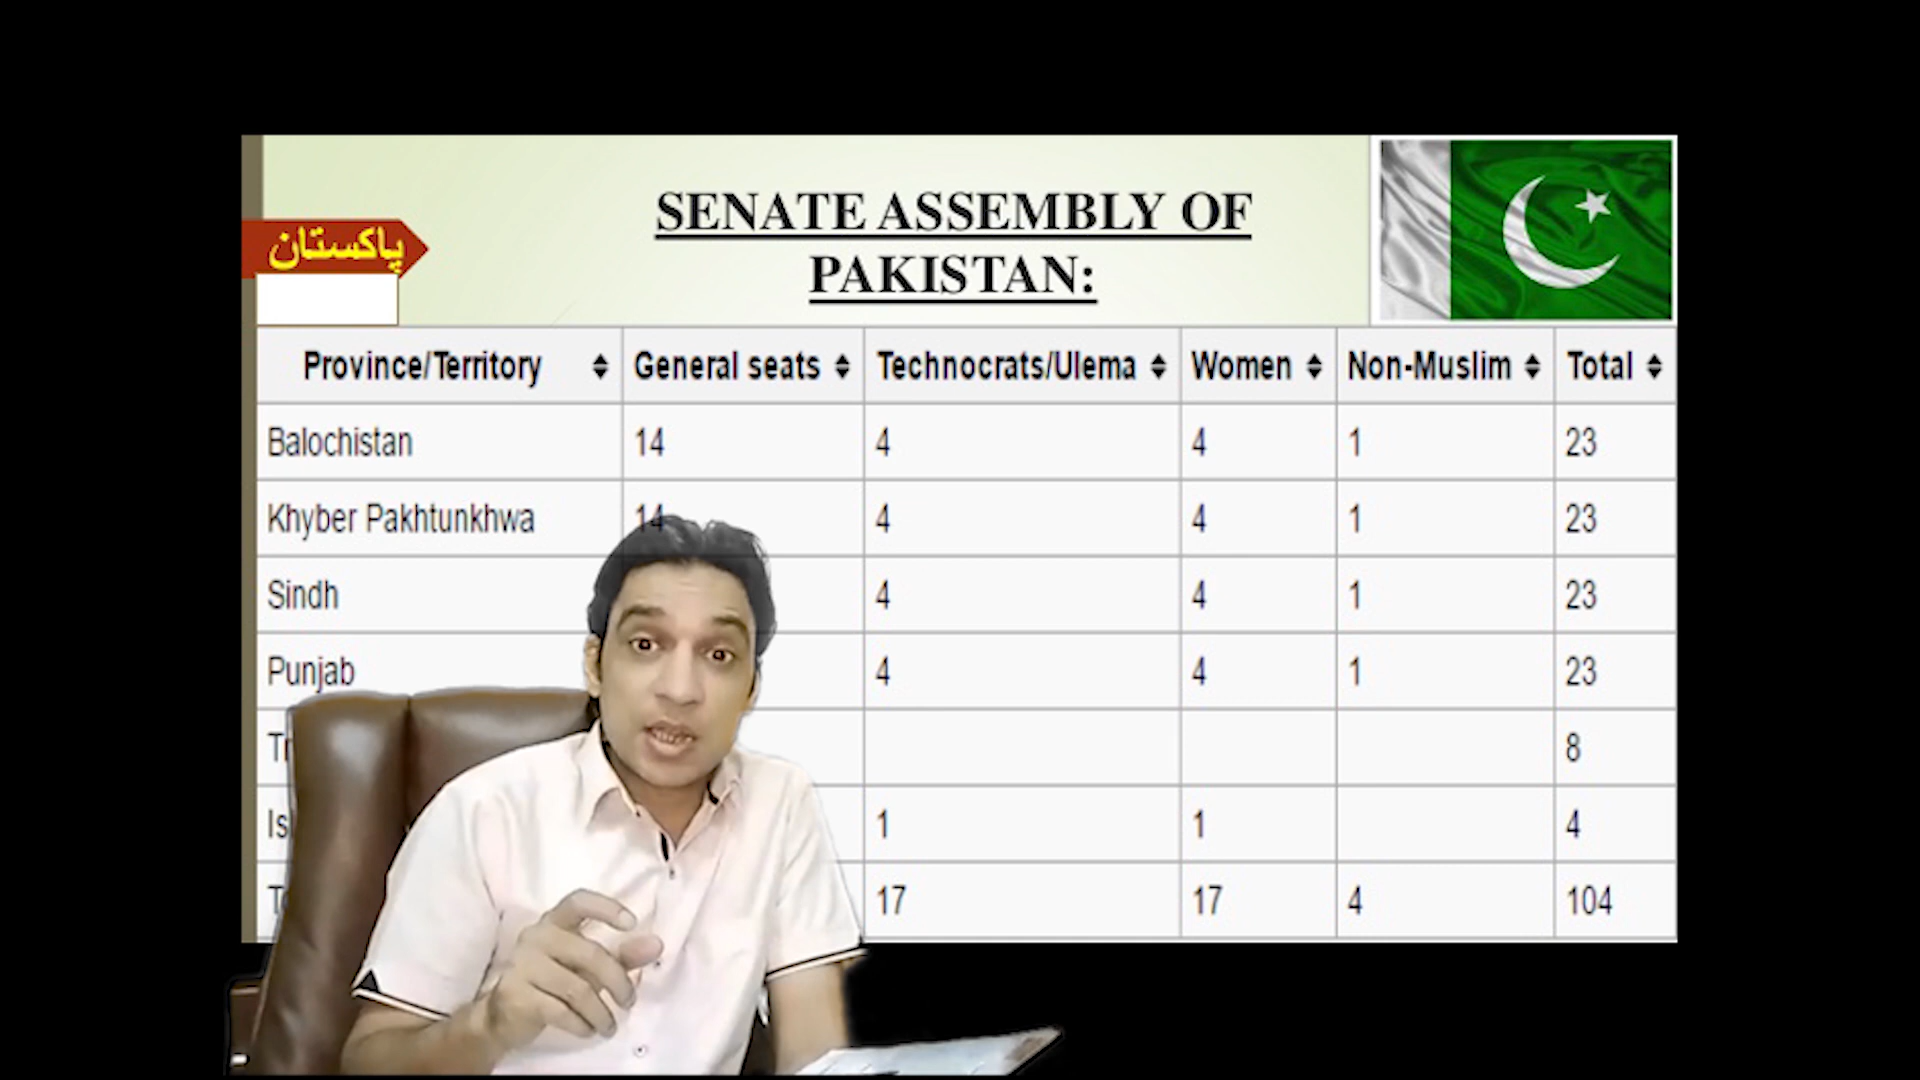 SENATE ASSEMBLY OF
PAKISTAN:
پاکستان
Province/Territory General seats Technocrats/Ulema Women Non-Muslim Total
Balochistan 14 4 4 1 23
Khyber Pakhtunkhwa 14 4 4 1 23
Sindh 4 4 1 23
Punjab 4 4 1 23
8
1 1 4
17 17 4 104